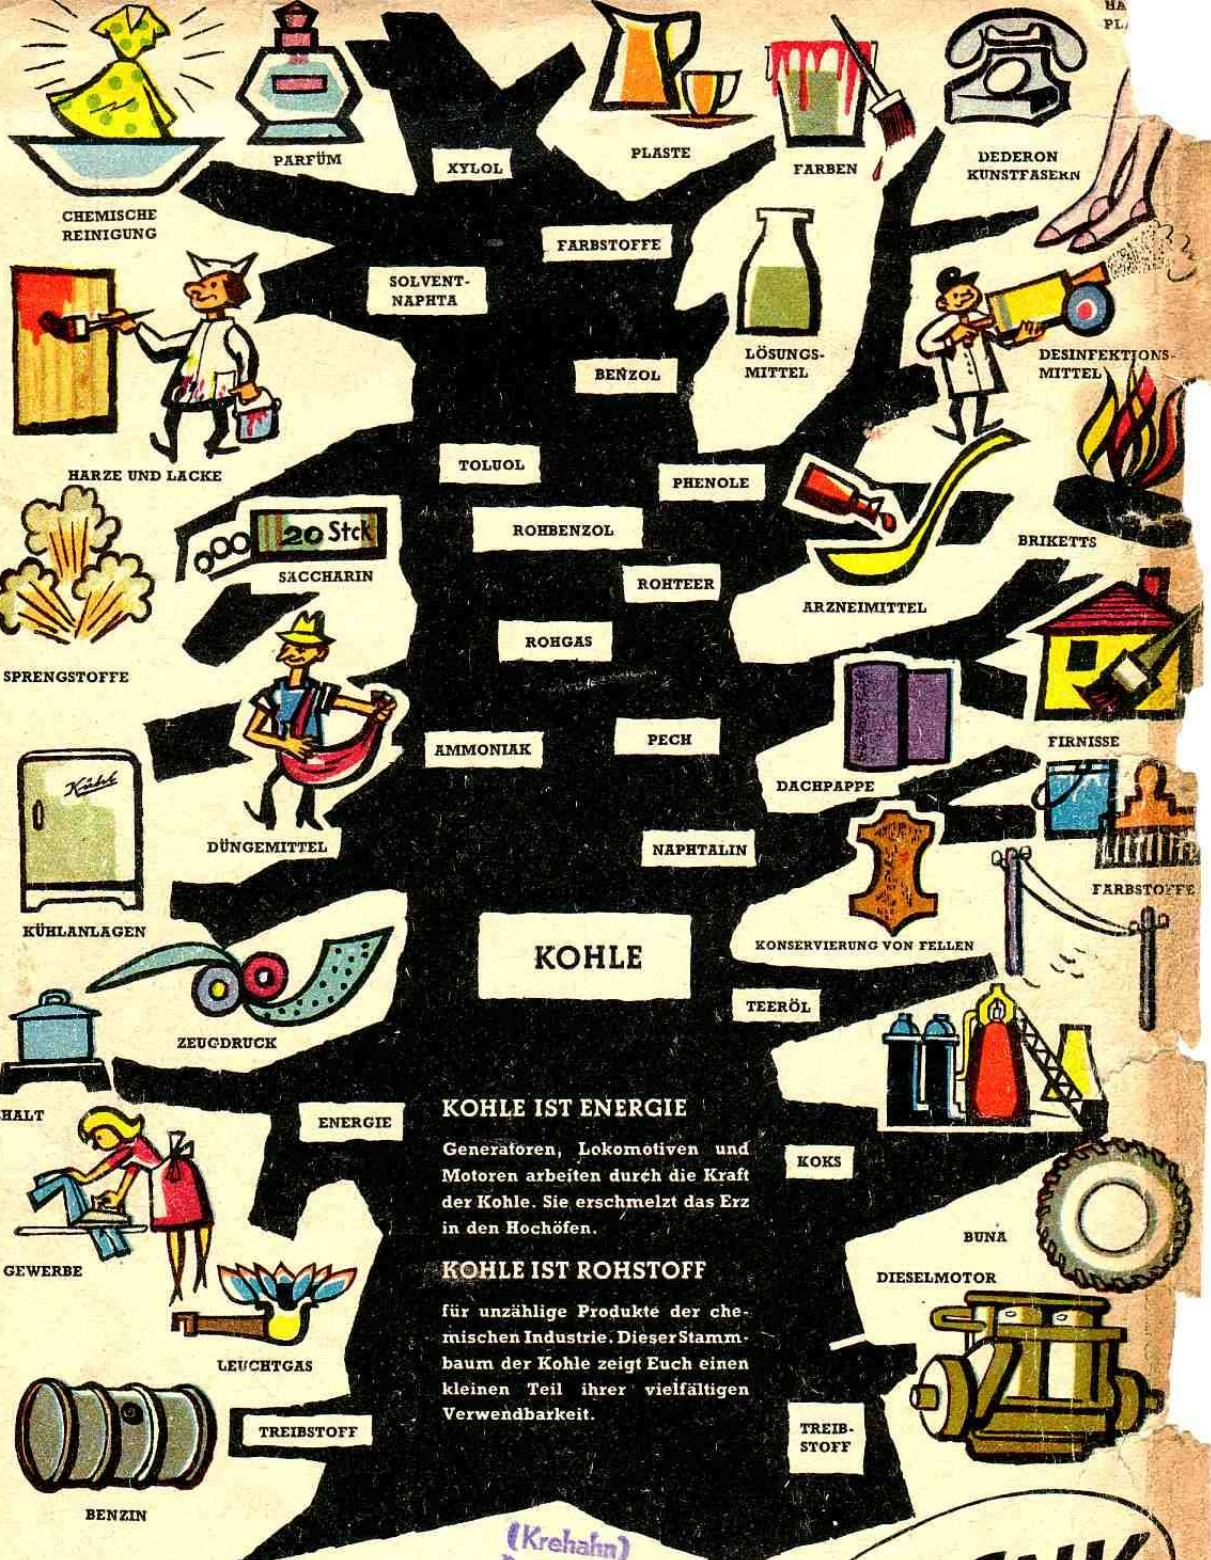 HA
PL
PARFÜM
XYLOL
PLASTE
FARBEN
DEDERON
KUNSTFASERN
CHEMISCHE
REINIGUNG
FARBSTOFFE
SOLVENT-
NAPHTA
LÖSUNGS-
MITTEL
DESINFEKTIONS-
MITTEL
BENZOL
HARZE UND LACKE
TOLUOL
PHENOLE
20 Stck
ROHBENZOL
BRIKETTS
SACCHARIN
ROHTEER
ARZNEIMITTEL
ROHGAS
SPRENGSTOFFE
AMMONIAK
PECH
FIRNISSE
Kühl
DACHPAPPE
DÜNGEMITTEL
NAPHTALIN
FARBSTOFFE
KÜHLANLAGEN
KONSERVIERUNG VON FELLEN
KOHLE
TEERÖL
ZEUGDRUCK
HALT
ENERGIE
KOHLE IST ENERGIE
Generatoren, Lokomotiven und
Motoren arbeiten durch die Kraft
der Kohle. Sie erschmelzt das Erz
in den Hochöfen.
KOKS
BUNA
GEWERBE
DIESELMOTOR
KOHLE IST ROHSTOFF
für unzählige Produkte der che-
mischen Industrie. Dieser Stamm-
baum der Kohle zeigt Euch einen
kleinen Teil ihrer vielfältigen
Verwendbarkeit.
LEUCHTGAS
TREIBSTOFF
TREIB-
STOFF
BENZIN
(Krehahn)